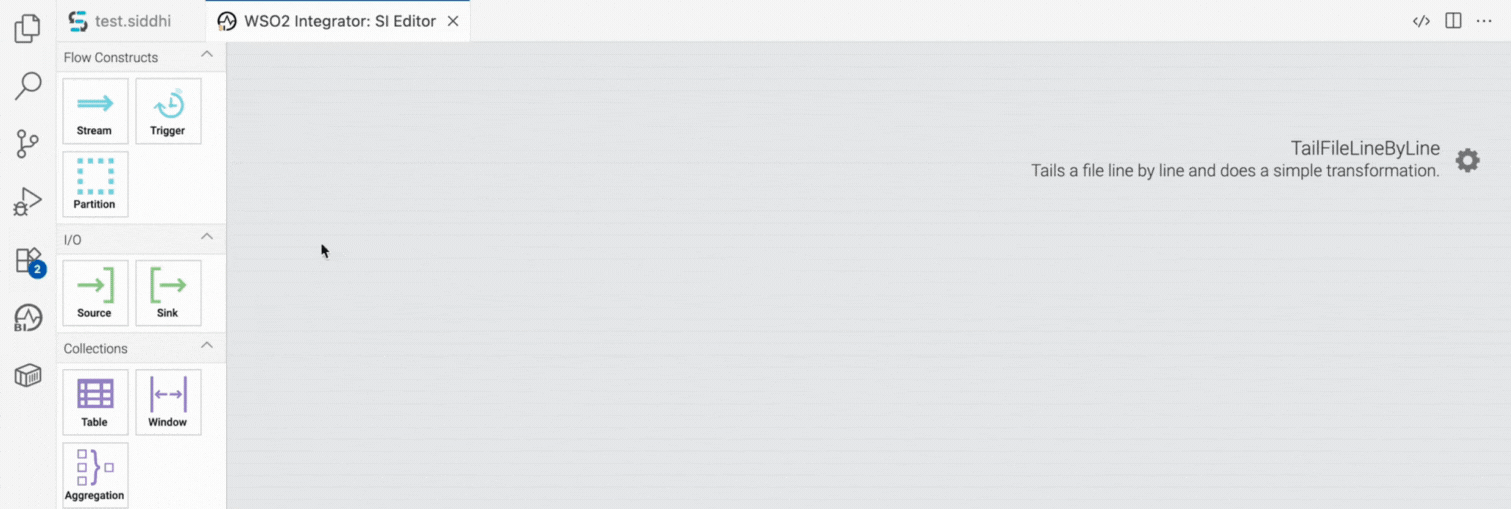 test.siddhi
WSO2 Integrator: SI Editor
Flow Constructs
Stream
Trigger
Partition
I/O
Source
Sink
Collections
Table
Window
Aggregation
2
BI
TailFileLineByLine
Tails a file line by line and does a simple transformation.